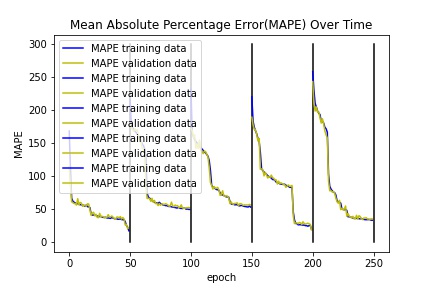 Mean Absolute Percentage Error(MAPE) Over Time
300
250
200
150
100
50
0
MAPE
MAPE training data
MAPE validation data
MAPE training data
MAPE validation data
MAPE training data
MAPE validation data
MAPE training data
MAPE validation data
MAPE training data
MAPE validation data
0 50 100 150 200 250
epoch